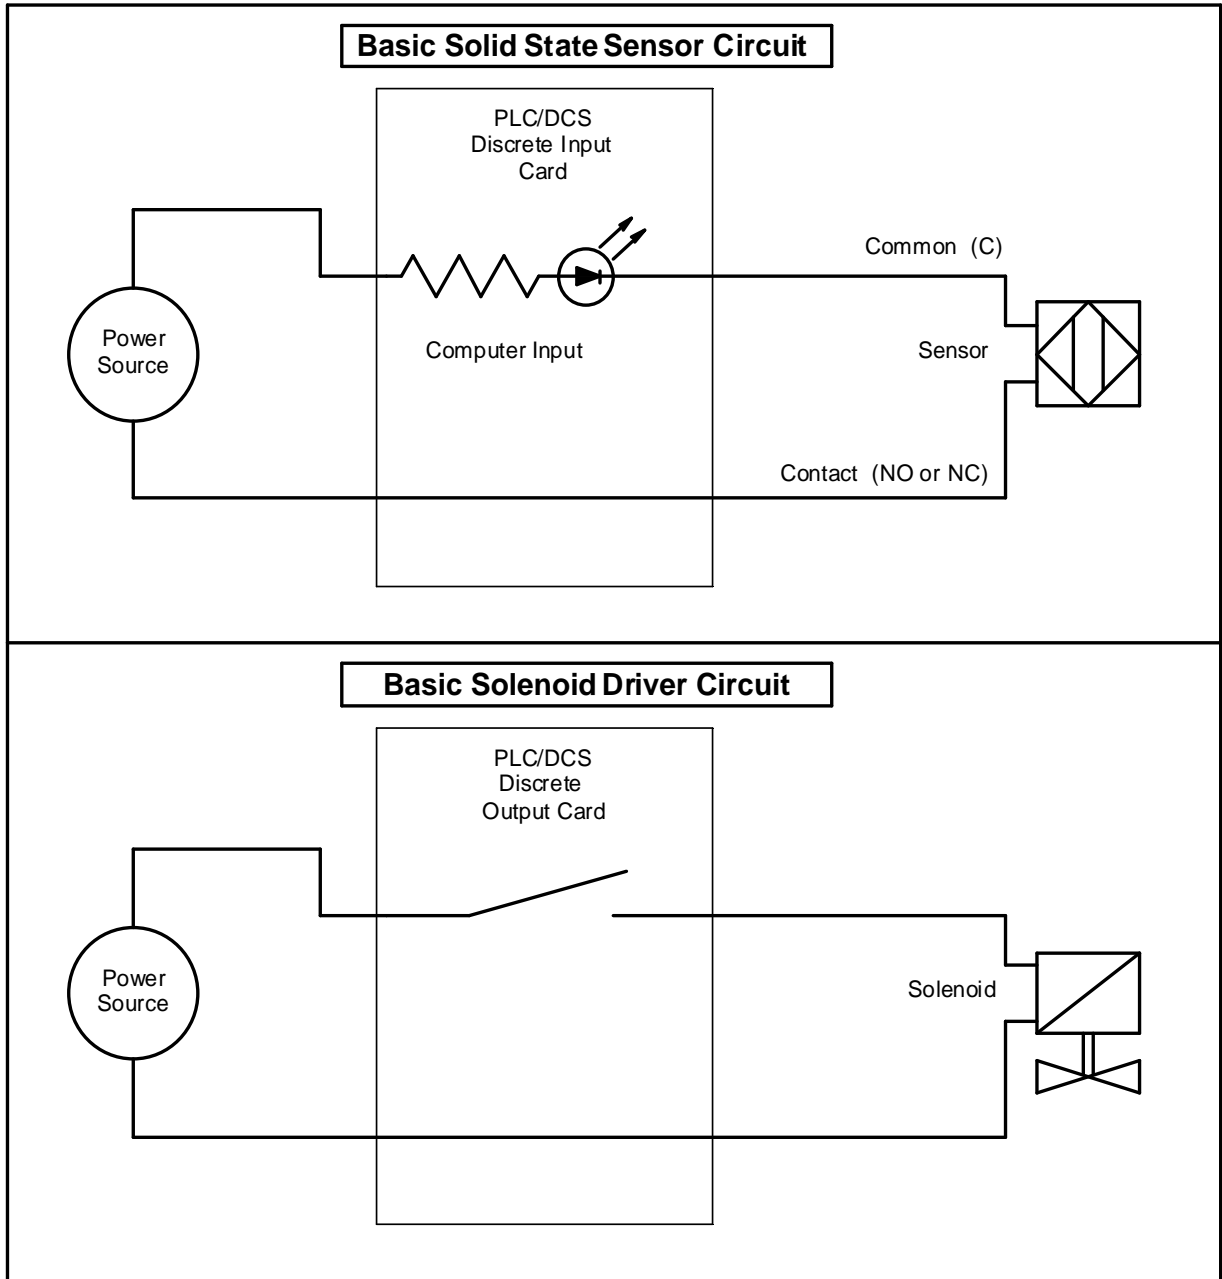 Basic Solid State Sensor Circuit
PLC/DCS
Discrete Input
Card
Common (C)
Power
Source
Computer Input
Sensor
Contact (NO or NC)
Basic Solenoid Driver Circuit
PLC/DCS
Discrete
Output Card
Power
Source
Solenoid